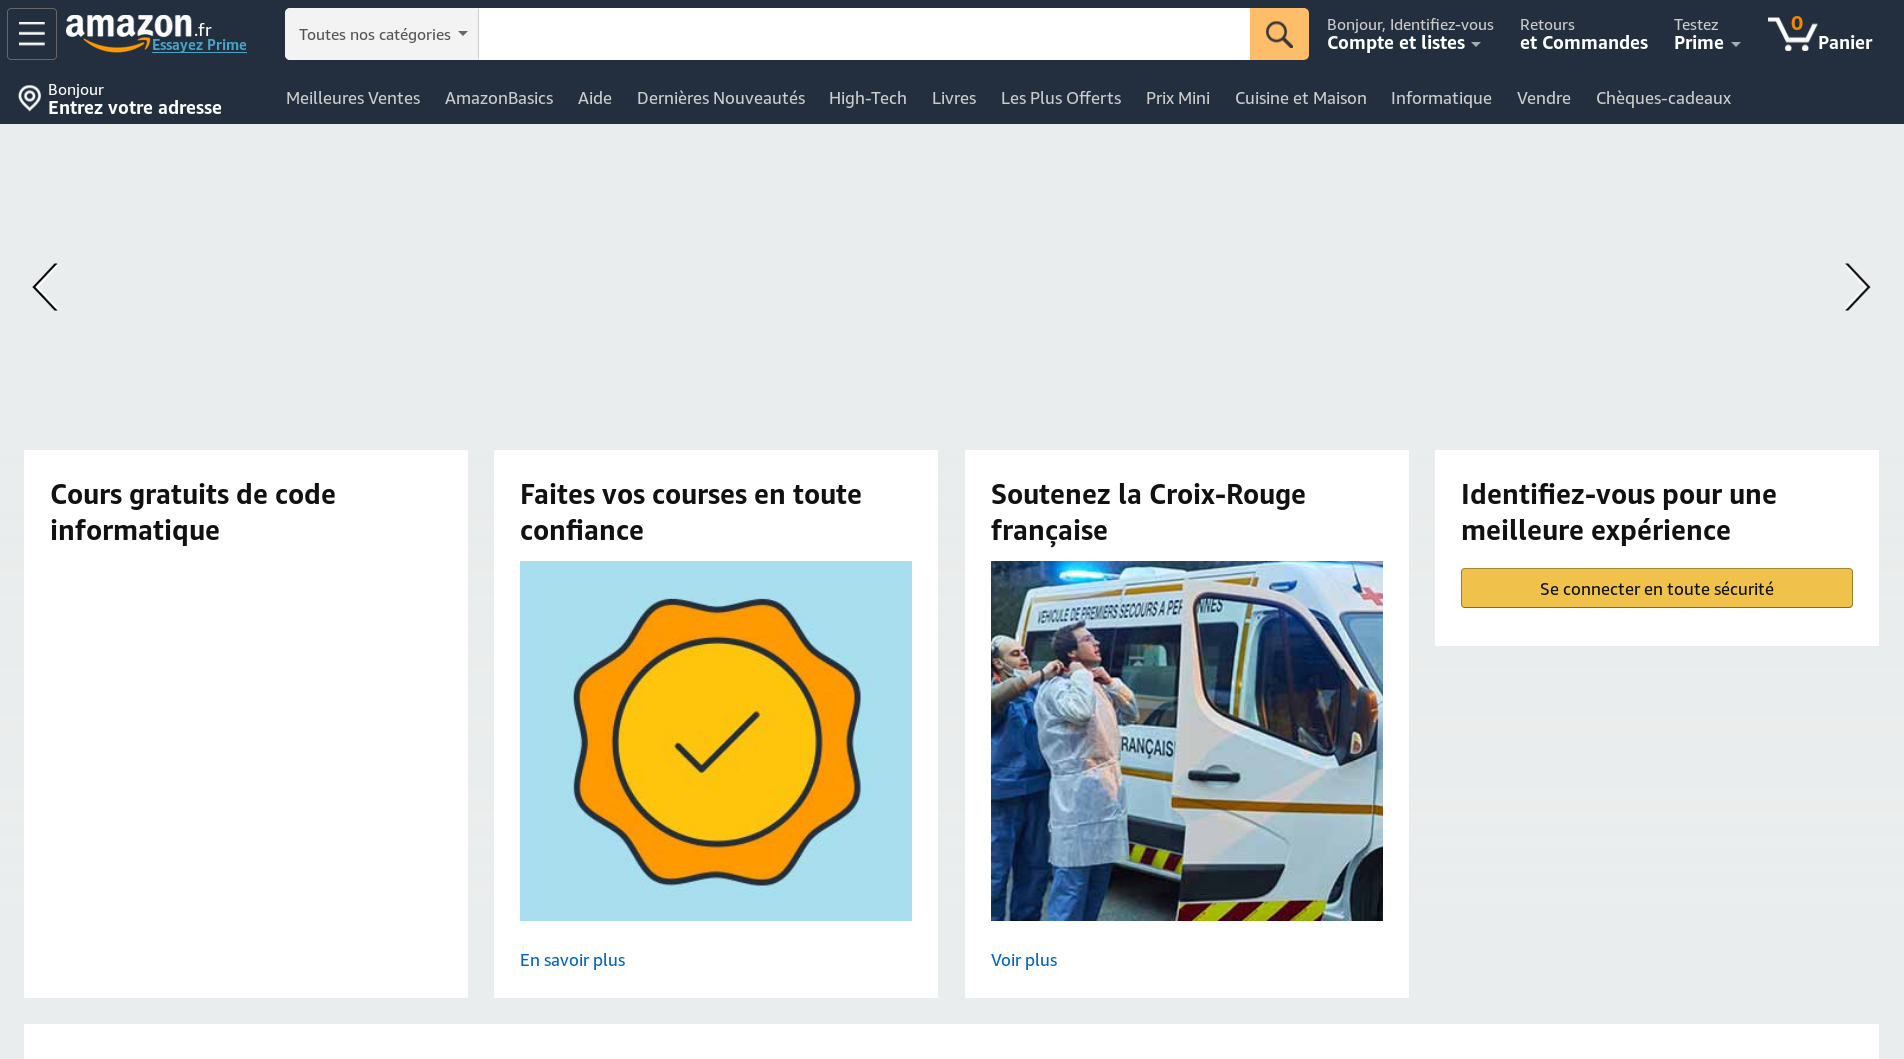 amazon.fr
Essayez Prime
Toutes nos catégories
Bonjour, Identifiez-vous
Compte et listes
Retours
et Commandes
Testez
Prime
0
Panier
Bonjour
Entrez votre adresse
Meilleures Ventes
AmazonBasics
Aide
Dernières Nouveautés
High-Tech
Livres
Les Plus Offerts
Prix Mini
Cuisine et Maison
Informatique
Vendre
Chèques-cadeaux
Cours gratuits de code
informatique
Faites vos courses en toute
confiance
En savoir plus
Soutenez la Croix-Rouge
française
VEHICULE DE PREMIERS SECOURS A
RANÇAIS
Voir plus
Identifiez-vous pour une
meilleure expérience
Se connecter en toute sécurité